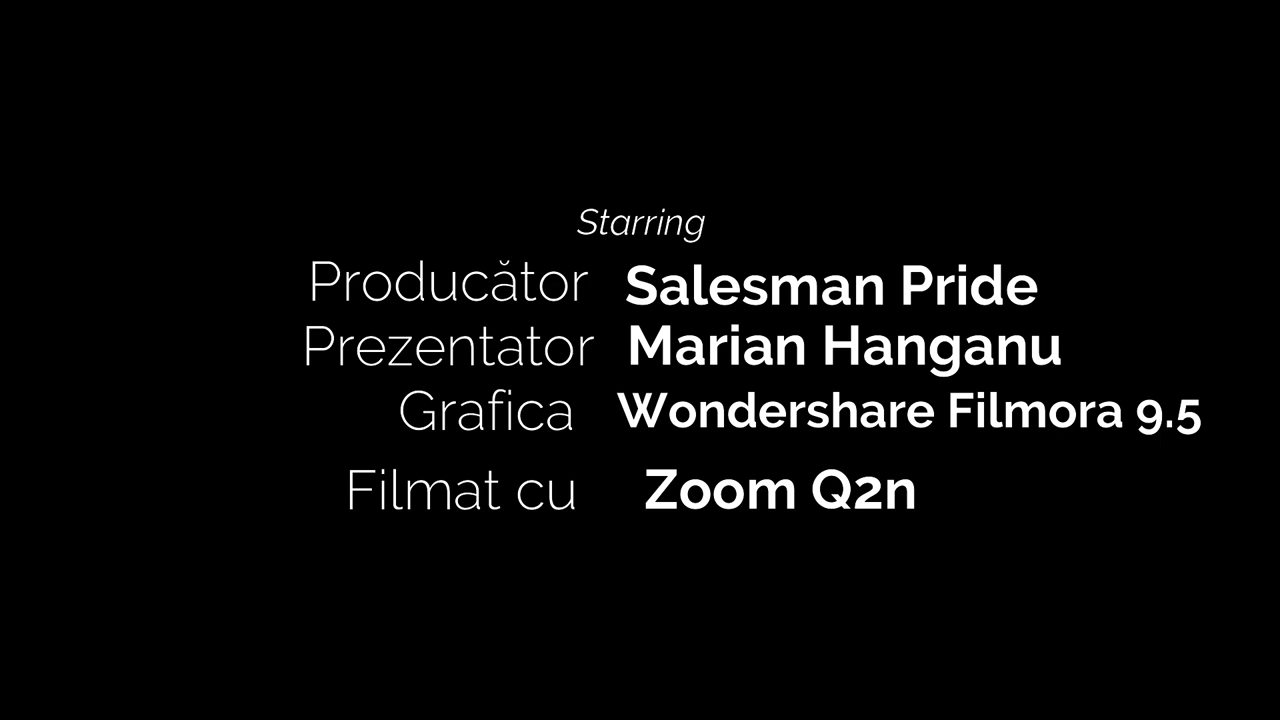 Starring
Producător Salesman Pride
Prezentator Marian Hanganu
Grafica Wondershare Filmora 9.5
Filmat cu Zoom Q2n